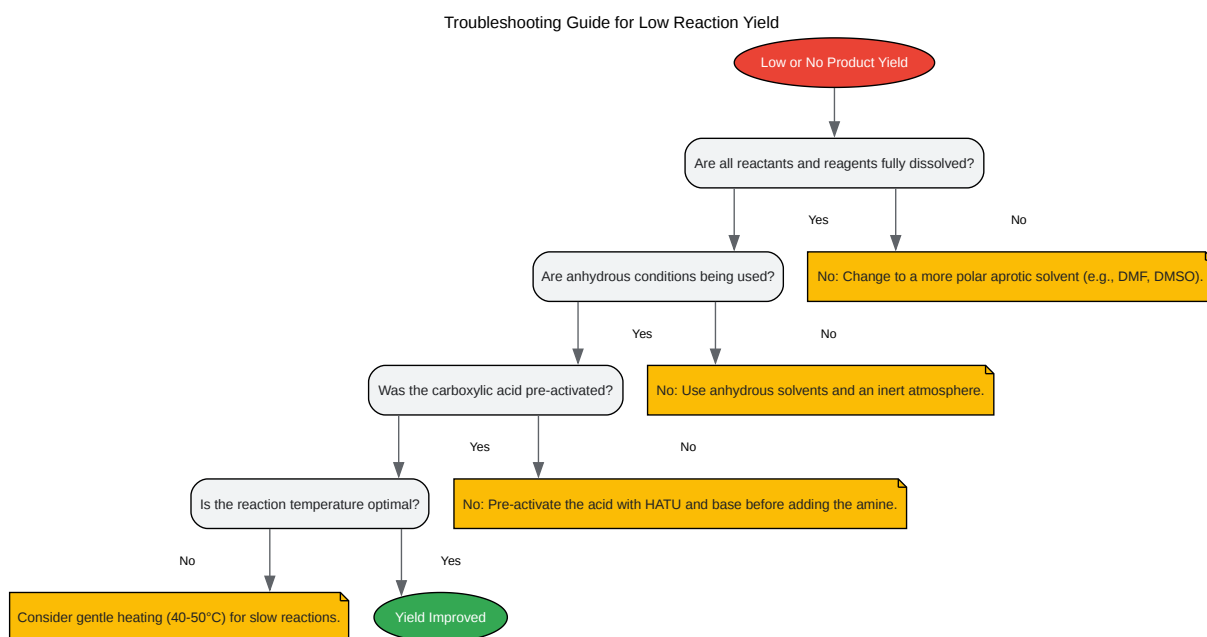 Troubleshooting Guide for Low Reaction Yield
Low or No Product Yield
Are all reactants and reagents fully dissolved?
Yes
No
Are anhydrous conditions being used?
No: Change to a more polar aprotic solvent (e.g., DMF, DMSO).
Yes
No
Was the carboxylic acid pre-activated?
No: Use anhydrous solvents and an inert atmosphere.
Yes
No
Is the reaction temperature optimal?
No: Pre-activate the acid with HATU and base before adding the amine.
No
Yes
Consider gentle heating (40-50°C) for slow reactions.
Yield Improved